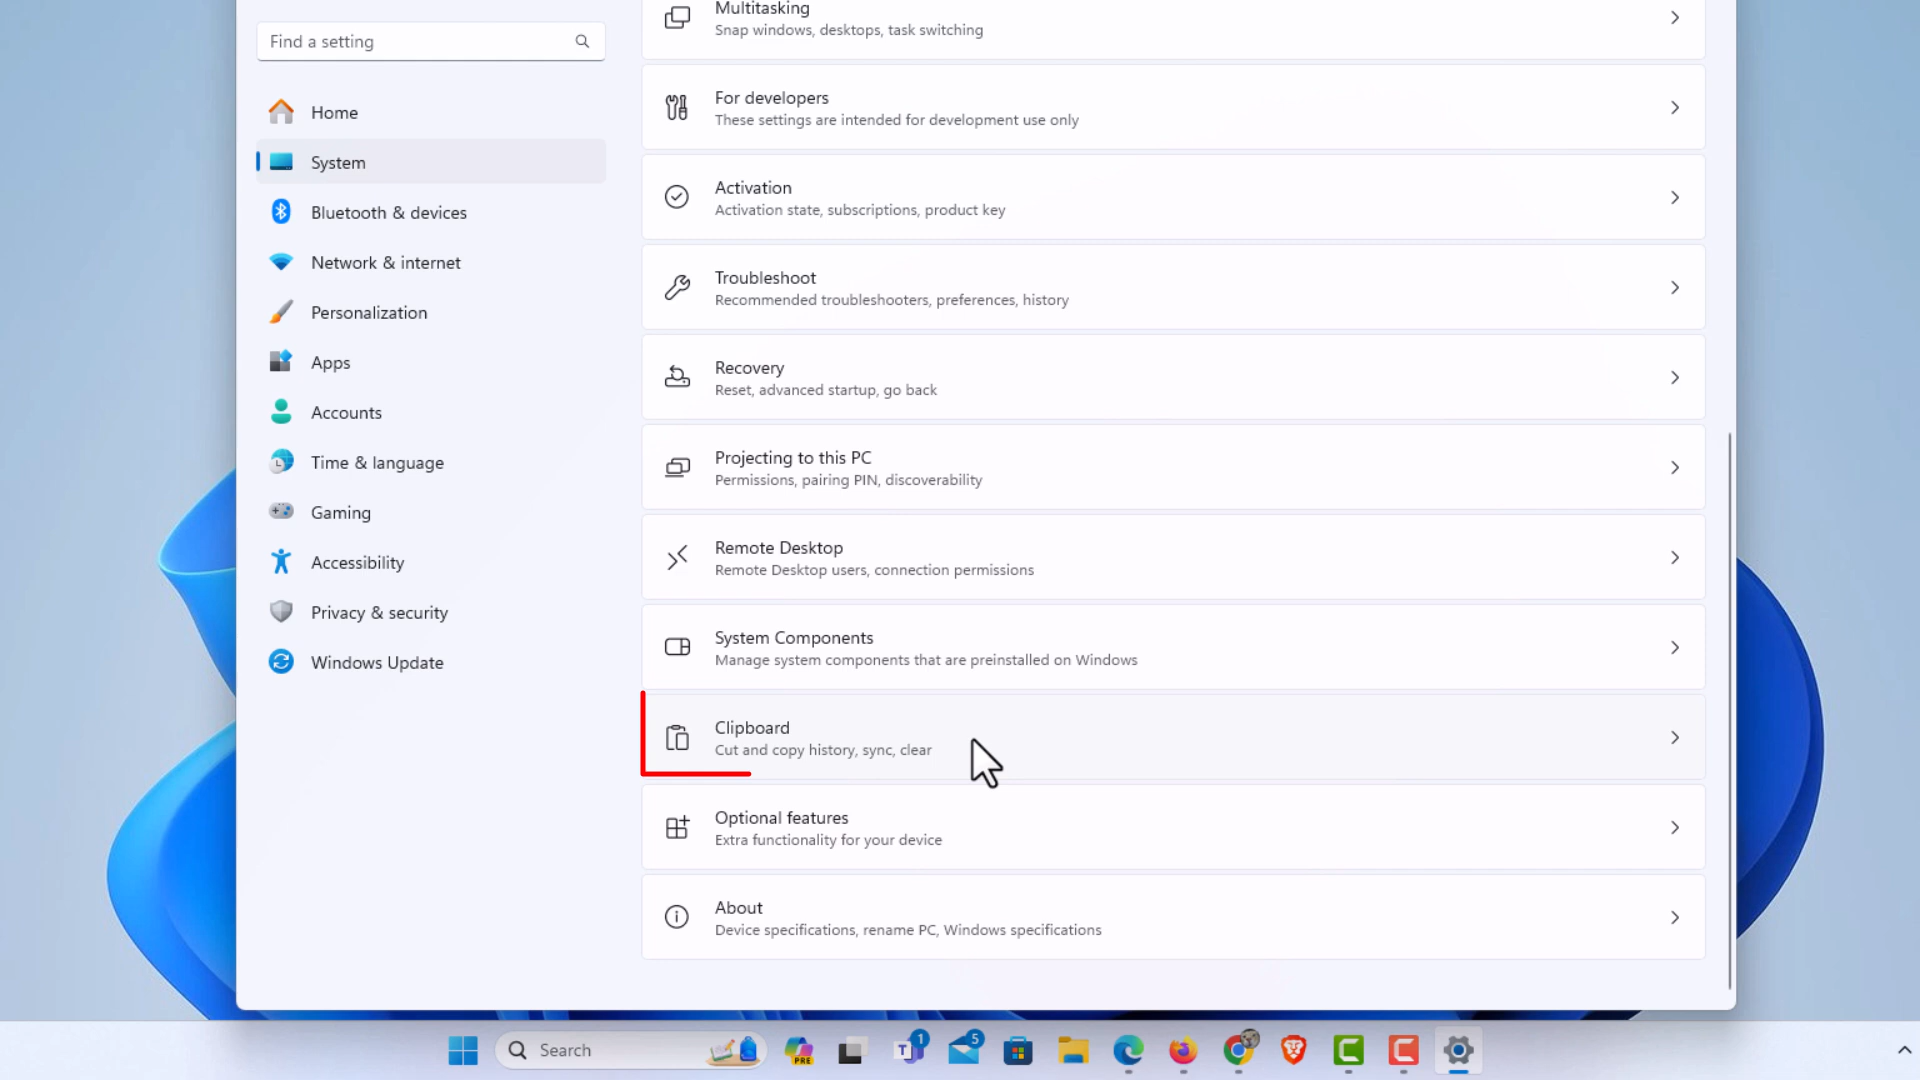 Find a setting
Home
System
Bluetooth & devices
Network & internet
Personalization
Apps
Accounts
Time & language
Gaming
Accessibility
Privacy & security
Windows Update
Multitasking
Snap windows, desktops, task switching
For developers
These settings are intended for development use only
Activation
Activation state, subscriptions, product key
Troubleshoot
Recommended troubleshooters, preferences, history
Recovery
Reset, advanced startup, go back
Projecting to this PC
Permissions, pairing PIN, discoverability
Remote Desktop
Remote Desktop users, connection permissions
System Components
Manage system components that are preinstalled on Windows
Clipboard
Cut and copy history, sync, clear
Optional features
Extra functionality for your device
About
Device specifications, rename PC, Windows specifications
Search
PRE
T
1
5